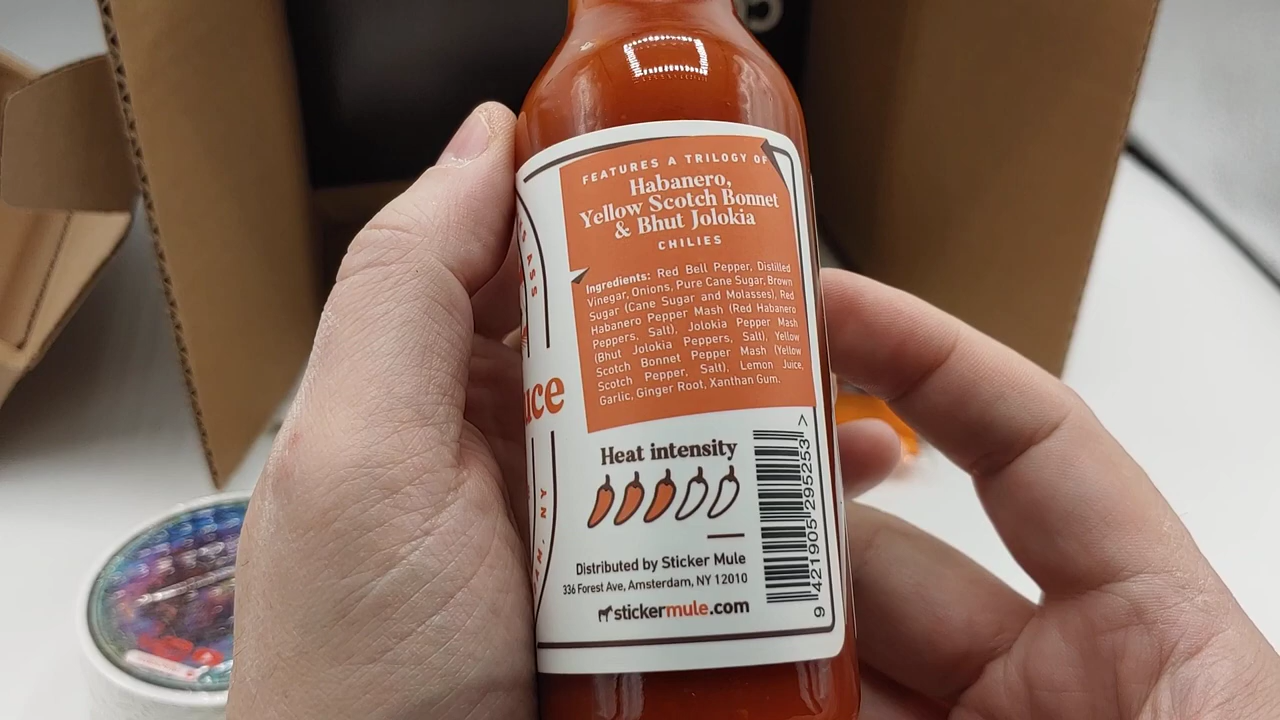 FEATURES A TRILOGY OF
Habanero,
Yellow Scotch Bonnet
& Bhut Jolokia
CHILIES
Ingredients: Red Bell Pepper, Distilled
Vinegar, Onions, Pure Cane Sugar, Brown
Sugar (Cane Sugar and Molasses), Red
Habanero Pepper Mash (Red Habanero
Peppers, Salt), Jolokia Pepper Mash
(Bhut Jolokia Peppers, Salt), Yellow
Scotch Bonnet Pepper Mash (Yellow
Scotch Pepper, Salt), Lemon Juice,
Garlic, Ginger Root, Xanthan Gum.
Heat intensity
Distributed by Sticker Mule
336 Forest Ave, Amsterdam, NY 12010
stickermule.com
9 421905 295253 >
ASS
uce
AM, NY